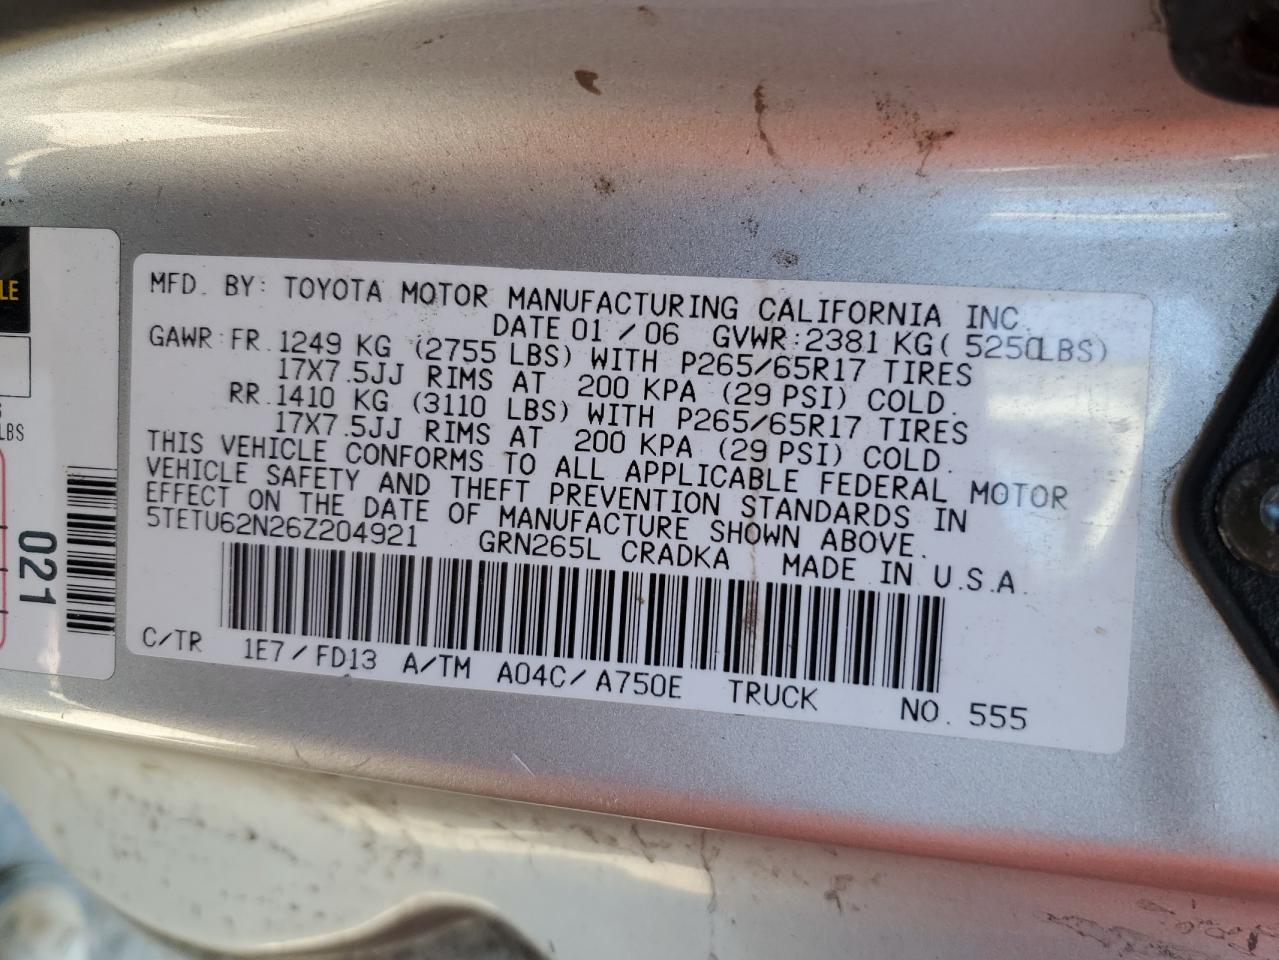 MFD. BY: TOYOTA MOTOR MANUFACTURING CALIFORNIA INC.
DATE 01 / 06 GVWR: 2381 KG( 5250LBS)
GAWR: FR. 1249 KG (2755 LBS) WITH P265/65R17 TIRES
17X7.5JJ RIMS AT 200 KPA (29 PSI) COLD.
RR. 1410 KG (3110 LBS) WITH P265/65R17 TIRES
17X7.5JJ RIMS AT 200 KPA (29 PSI) COLD.
THIS VEHICLE CONFORMS TO ALL APPLICABLE FEDERAL MOTOR
VEHICLE SAFETY AND THEFT PREVENTION STANDARDS IN
EFFECT ON THE DATE OF MANUFACTURE SHOWN ABOVE.
5TETU62N26Z204921 GRN265L CRADKA MADE IN U.S.A.
C/TR 1E7/FD13 A/TM A04C/A750E TRUCK NO. 555
LE
LBS
021